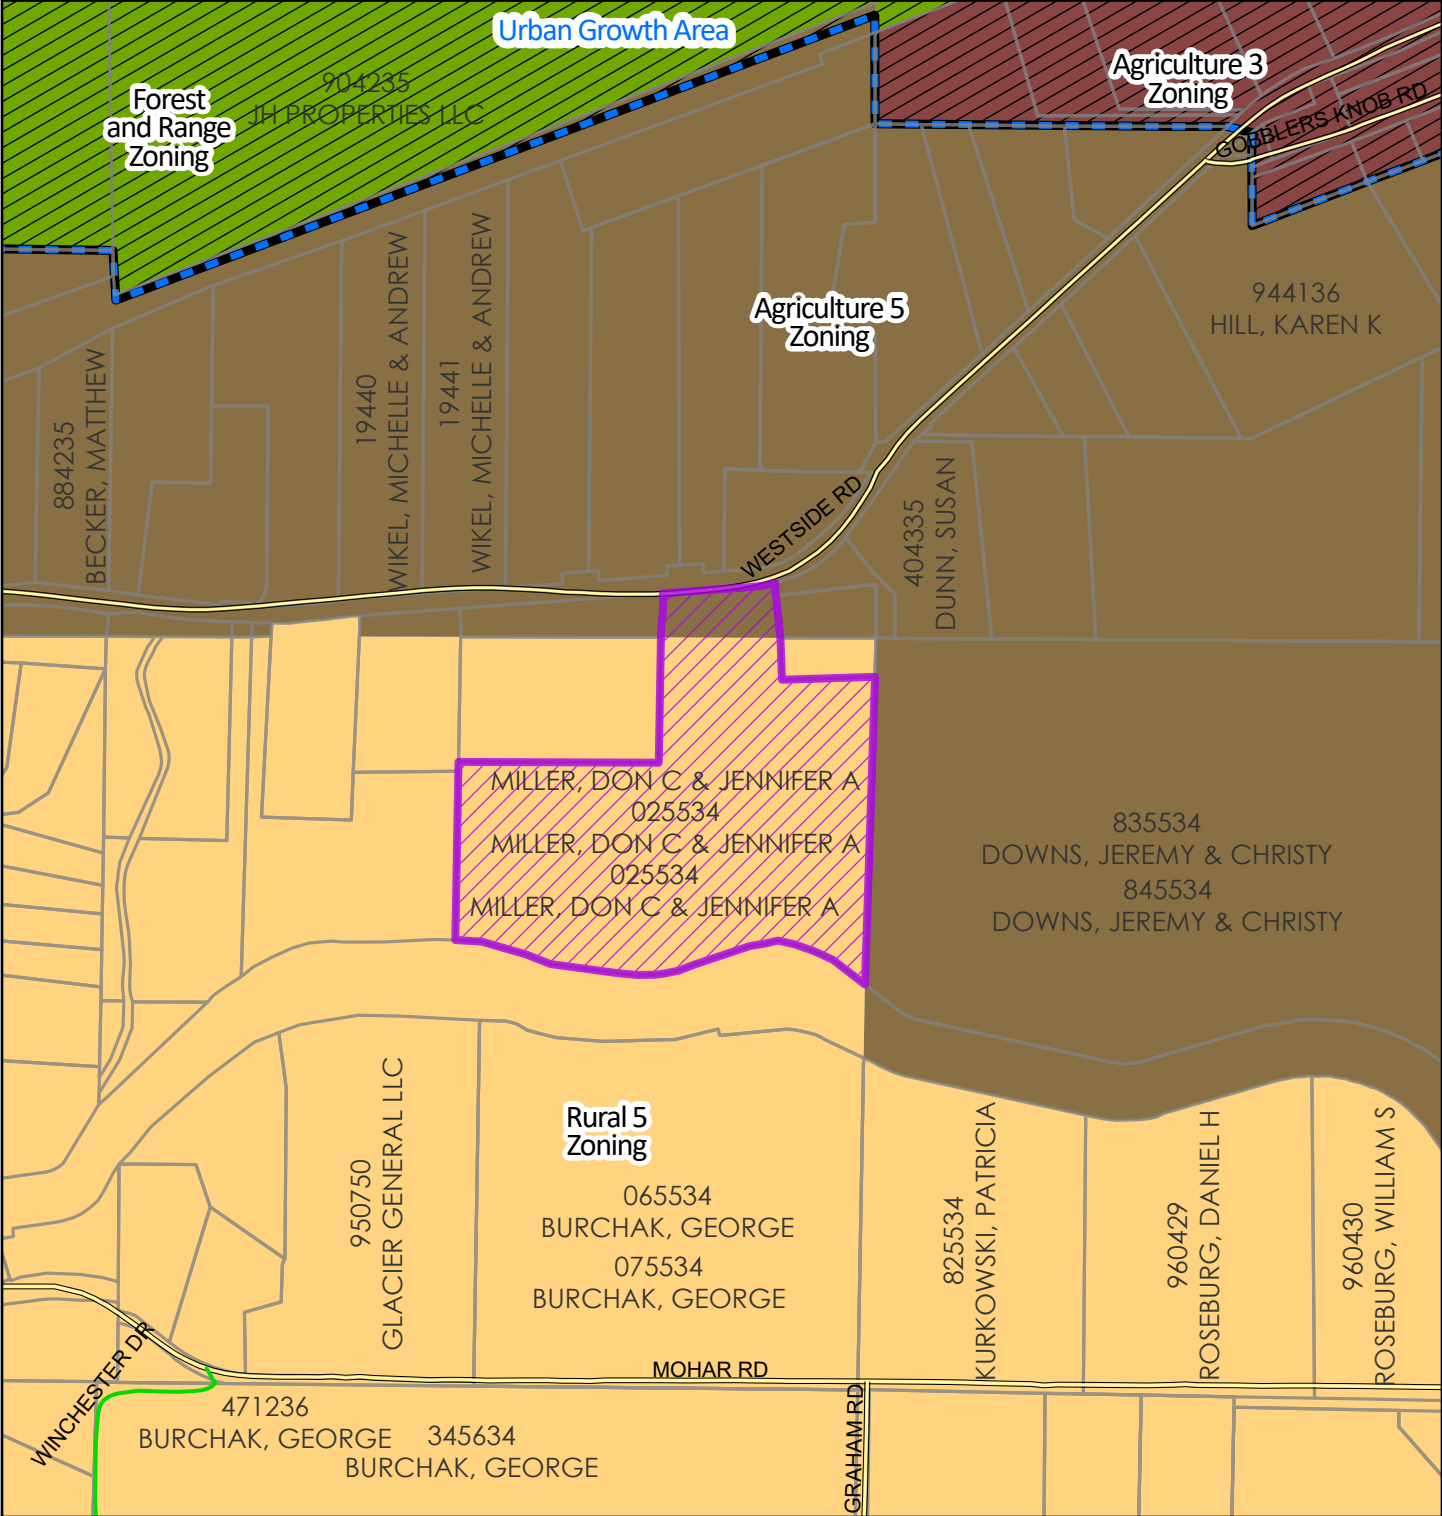 Urban Growth Area
Agriculture 3
Zoning
904235
JH PROPERTIES LLC
Forest
and Range
Zoning
GOBBLERS KNOB RD
944136
HILL, KAREN K
Agriculture 5
Zoning
884235
BECKER, MATTHEW
19440
WIKEL, MICHELLE & ANDREW
19441
WIKEL, MICHELLE & ANDREW
WESTSIDE RD
404335
DUNN, SUSAN
MILLER, DON C & JENNIFER A
025534
MILLER, DON C & JENNIFER A
025534
MILLER, DON C & JENNIFER A
835534
DOWNS, JEREMY & CHRISTY
845534
DOWNS, JEREMY & CHRISTY
950750
GLACIER GENERAL LLC
Rural 5
Zoning
065534
BURCHAK, GEORGE
075534
BURCHAK, GEORGE
825534
KURKOWSKI, PATRICIA
960429
ROSEBURG, DANIEL H
960430
ROSEBURG, WILLIAM S
WINCHESTER DR
MOHAR RD
GRAHAM RD
471236
BURCHAK, GEORGE
345634
BURCHAK, GEORGE